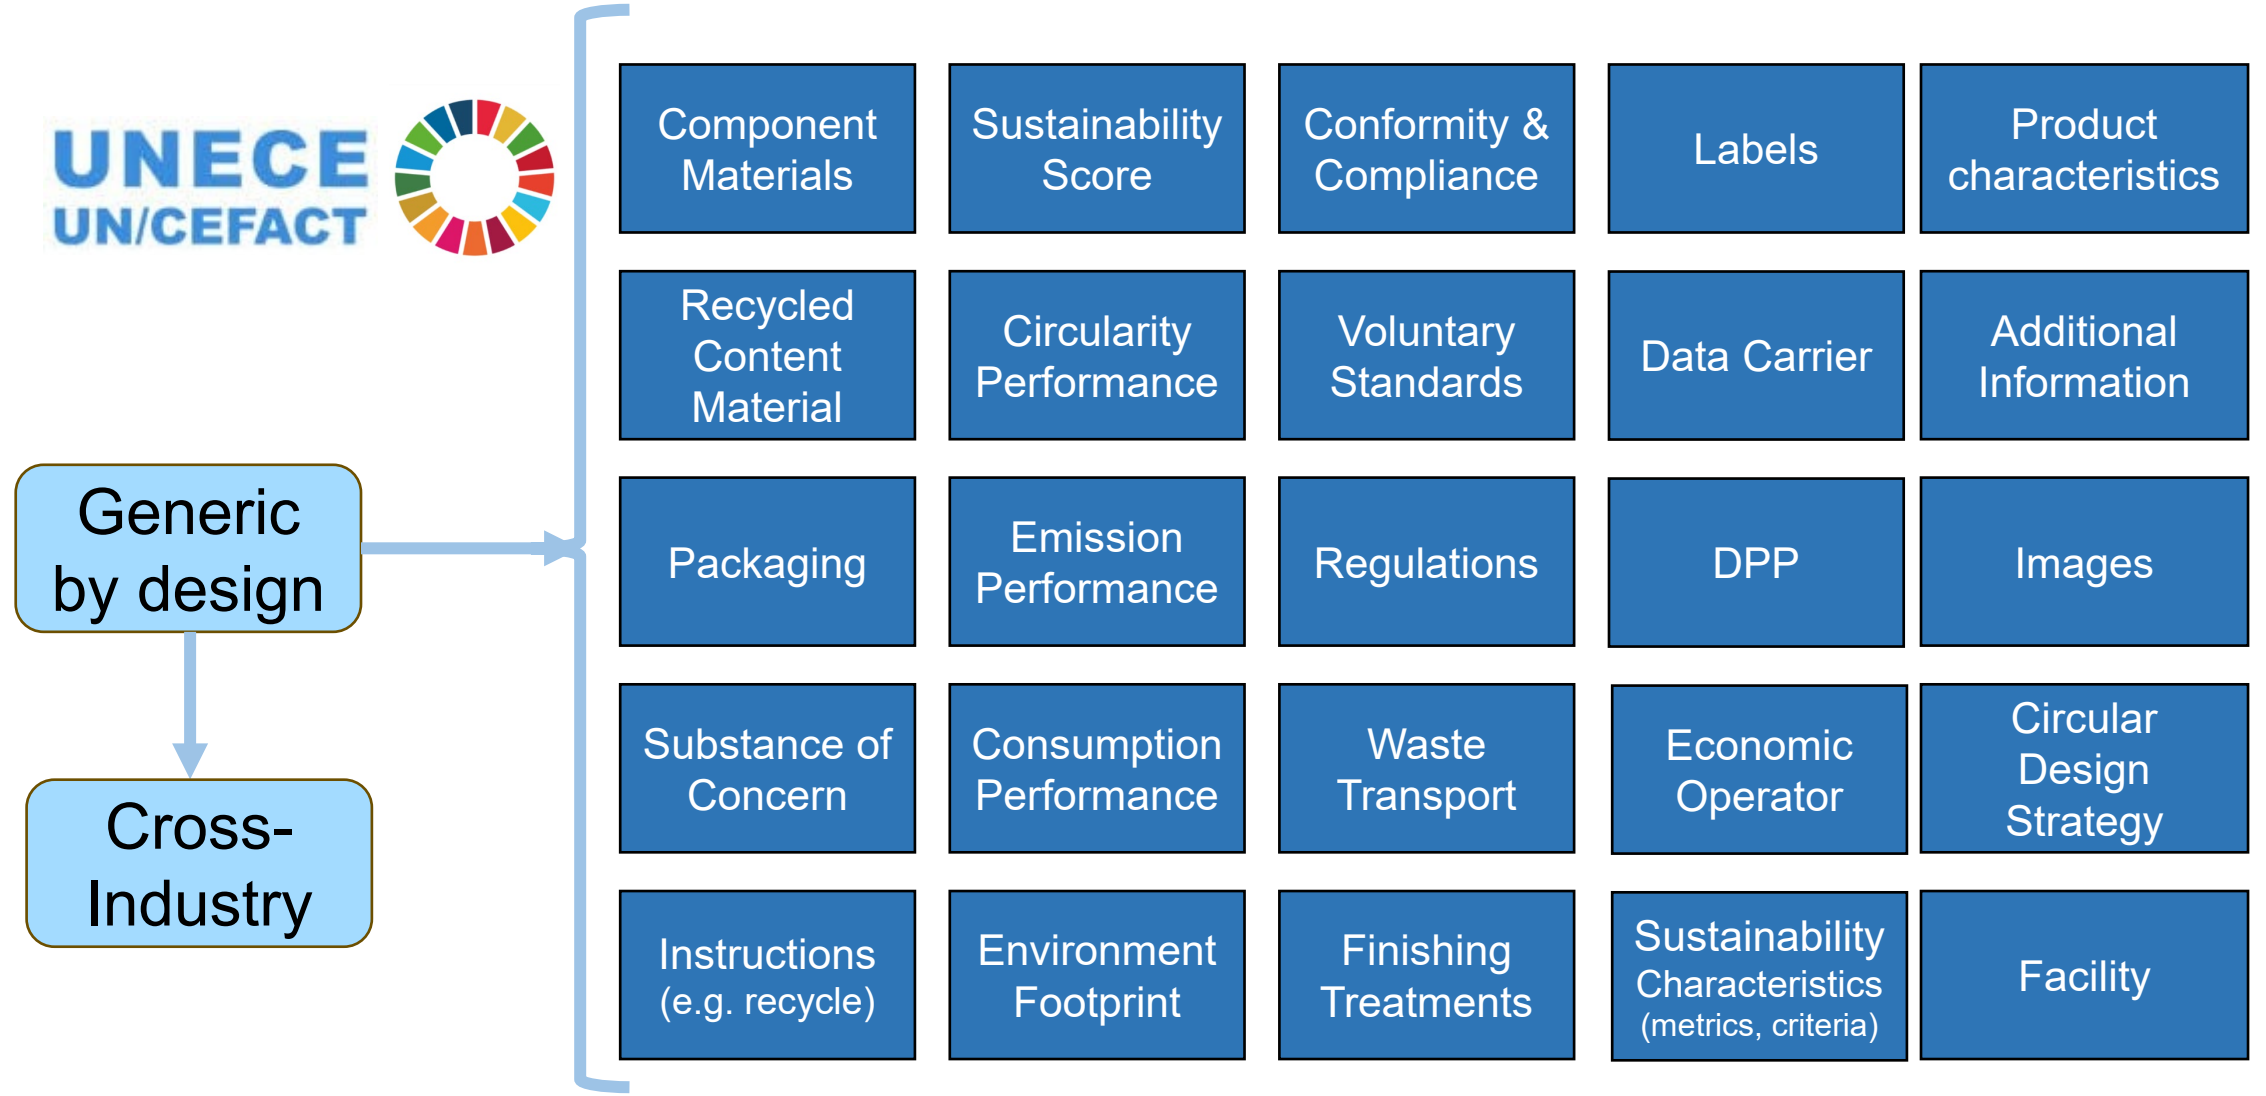 UNECE
UN/CEFACT
Generic
by design
Cross-
Industry
Component
Materials
Sustainability
Score
Conformity &
Compliance
Labels
Product
characteristics
Recycled
Content
Material
Circularity
Performance
Voluntary
Standards
Data Carrier
Additional
Information
Packaging
Emission
Performance
Regulations
DPP
Images
Substance of
Concern
Consumption
Performance
Waste
Transport
Economic
Operator
Circular
Design
Strategy
Instructions
(e.g. recycle)
Environment
Footprint
Finishing
Treatments
Sustainability
Characteristics
(metrics, criteria)
Facility